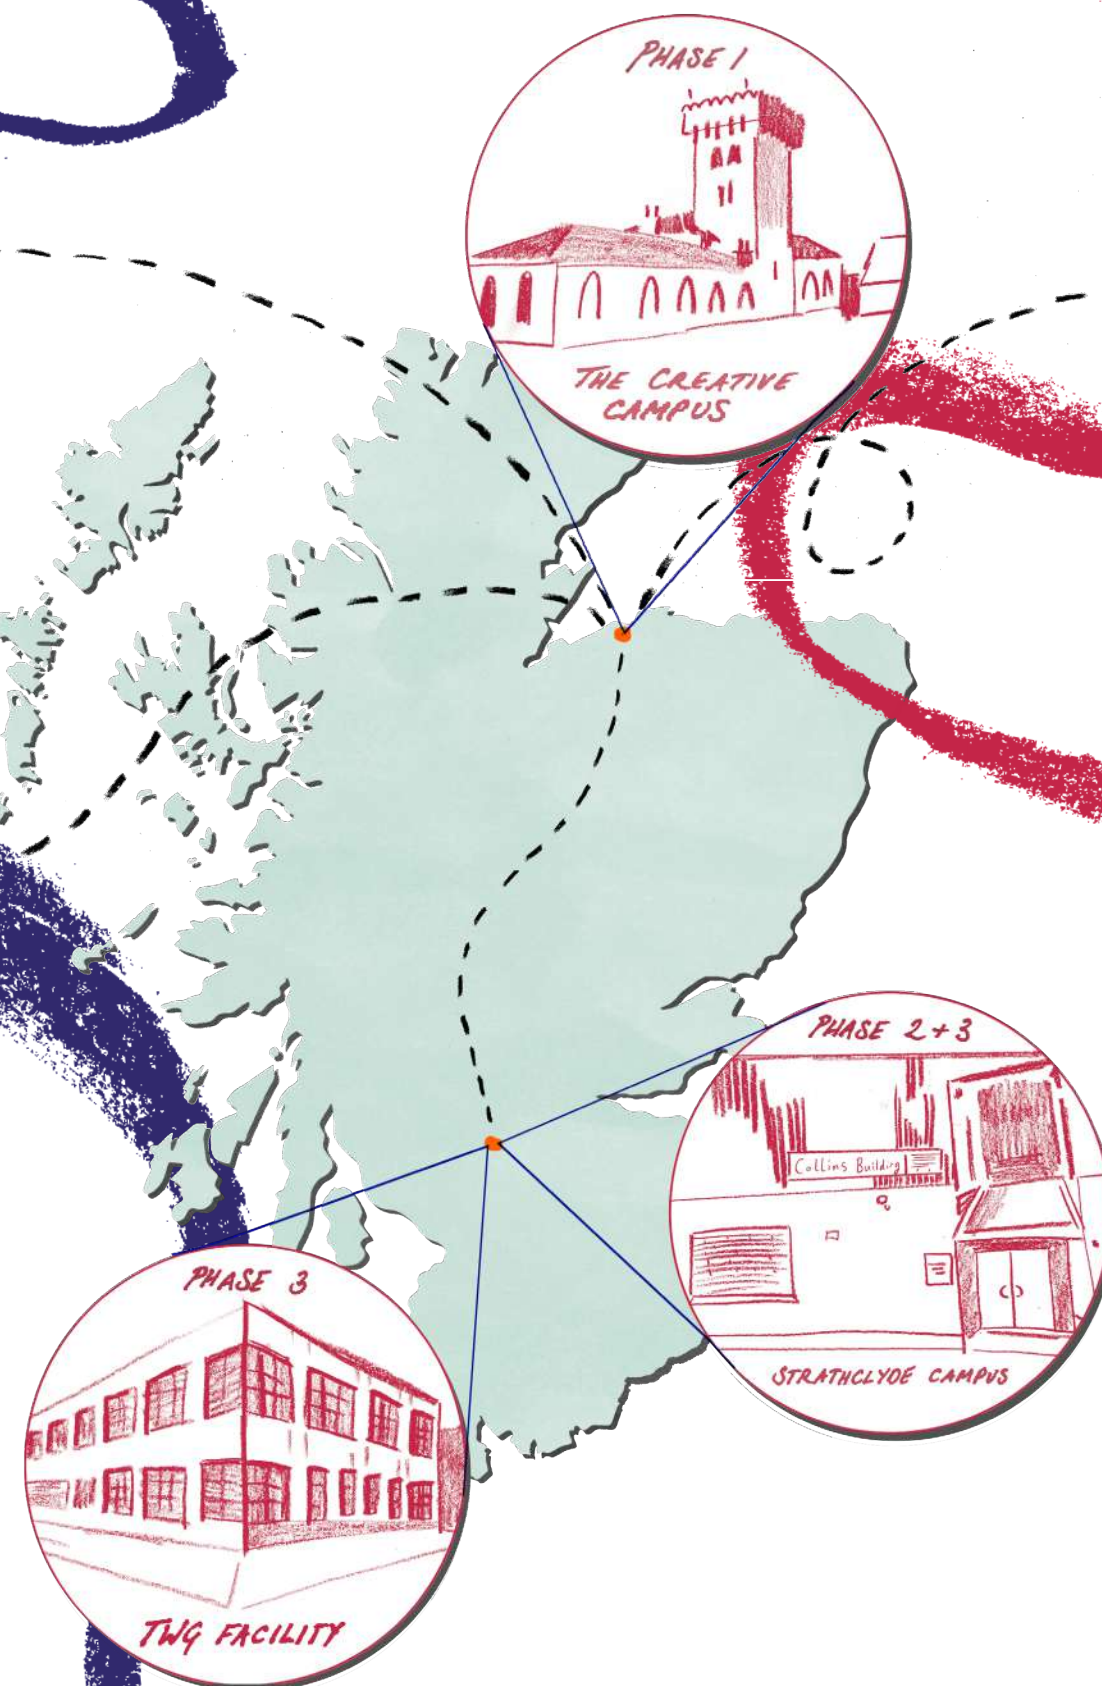 PHASE 1
THE CREATIVE
CAMPUS
PHASE 2+3
Collins Building
STRATHCLYDE CAMPUS
PHASE 3
TWG FACILITY